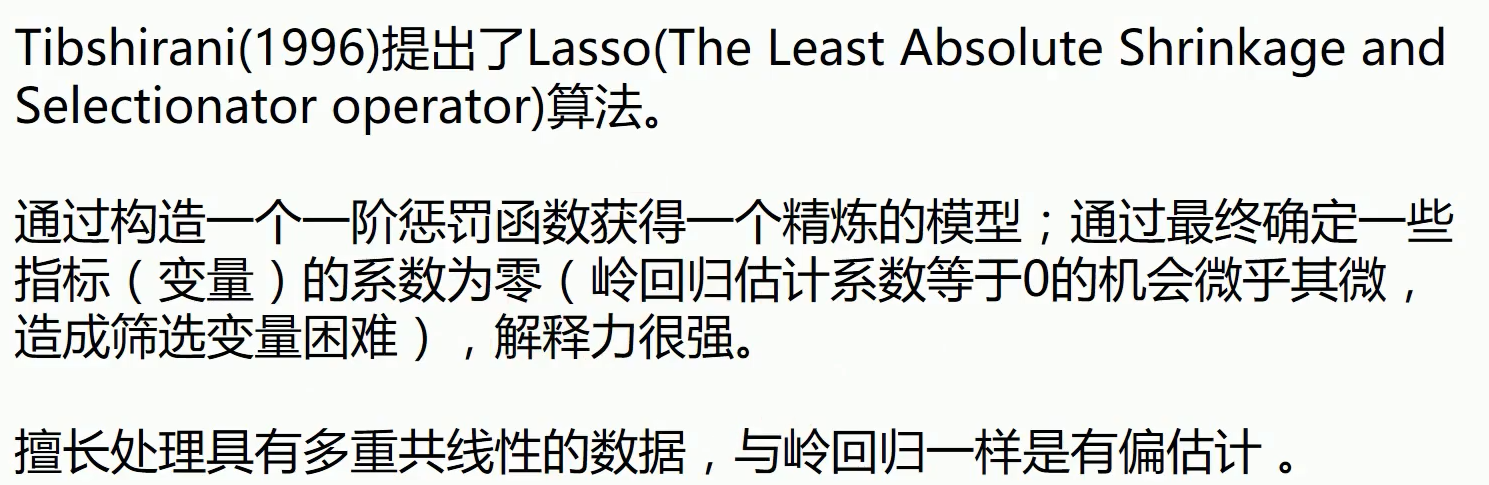 Tibshirani(1996)提出了Lasso(The Least Absolute Shrinkage and
Selectionator operator)算法。
通过构造一个一阶惩罚函数获得一个精炼的模型；通过最终确定一些
指标（变量）的系数为零（岭回归估计系数等于0的机会微乎其微，
造成筛选变量困难），解释力很强。
擅长处理具有多重共线性的数据，与岭回归一样是有偏估计 。